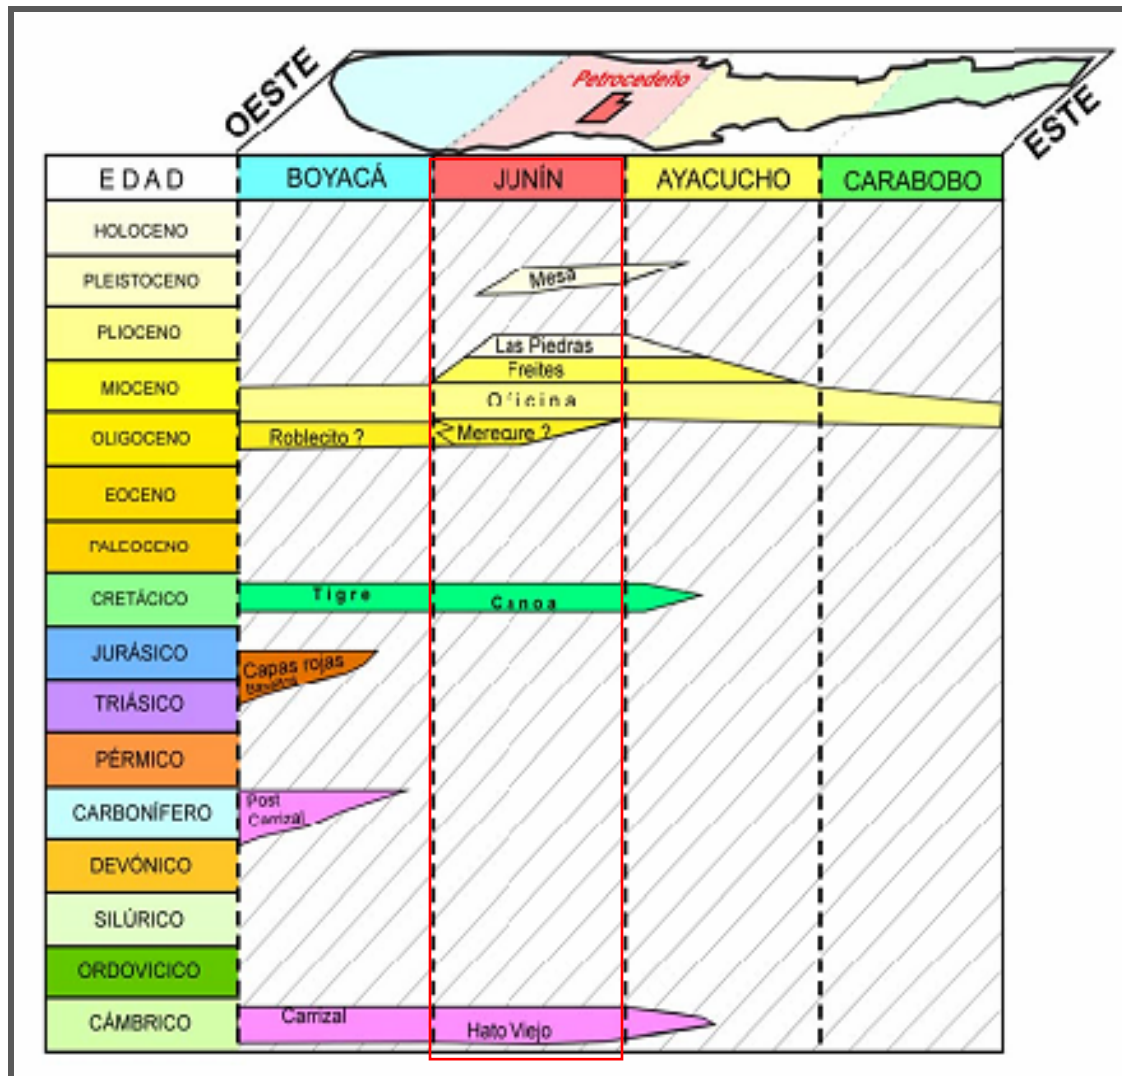 OESTE
Petrocedeño
ESTE
EDAD
BOYACÁ
JUNÍN
AYACUCHO
CARABOBO
HOLOCENO
PLEISTOCENO
Mesa
PLIOCENO
Las Piedras
Freites
MIOCENO
Oficina
OLIGOCENO
Roblecito ?
Merecure ?
EOCENO
PALEOCENO
CRETÁCICO
Tigre
Canoa
JURÁSICO
Capas rojas
TRIÁSICO
PÉRMICO
CARBONÍFERO
Post
Carrizal
DEVÓNICO
SILÚRICO
ORDOVICICO
CÁMBRICO
Carrizal
Hato Viejo